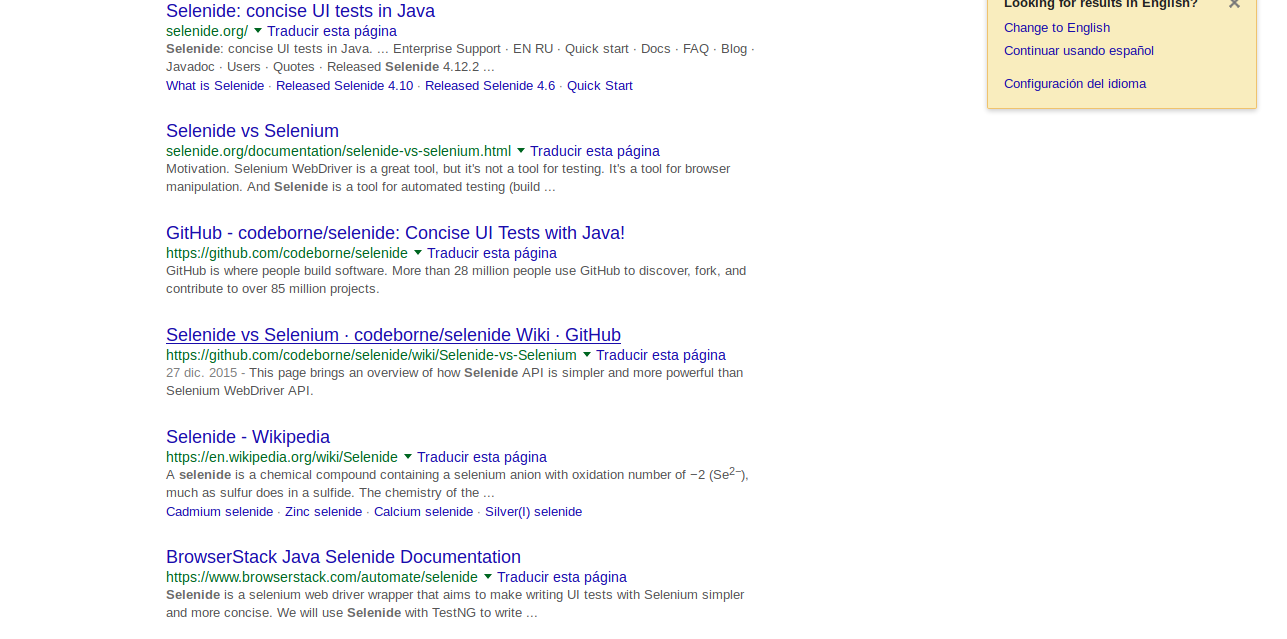 Selenide: concise UI tests in Java
selenide.org/ Traducir esta página
Selenide: concise UI tests in Java. ... Enterprise Support · EN RU · Quick start · Docs · FAQ · Blog ·
Javadoc · Users · Quotes · Released Selenide 4.12.2 ...
What is Selenide · Released Selenide 4.10 · Released Selenide 4.6 · Quick Start
Selenide vs Selenium
selenide.org/documentation/selenide-vs-selenium.html Traducir esta página
Motivation. Selenium WebDriver is a great tool, but it's not a tool for testing. It's a tool for browser
manipulation. And Selenide is a tool for automated testing (build ...
GitHub - codeborne/selenide: Concise UI Tests with Java!
https://github.com/codeborne/selenide Traducir esta página
GitHub is where people build software. More than 28 million people use GitHub to discover, fork, and
contribute to over 85 million projects.
Selenide vs Selenium · codeborne/selenide Wiki · GitHub
https://github.com/codeborne/selenide/wiki/Selenide-vs-Selenium Traducir esta página
27 dic. 2015 - This page brings an overview of how Selenide API is simpler and more powerful than
Selenium WebDriver API.
Selenide - Wikipedia
https://en.wikipedia.org/wiki/Selenide Traducir esta página
A selenide is a chemical compound containing a selenium anion with oxidation number of −2 (Se²⁻),
much as sulfur does in a sulfide. The chemistry of the ...
Cadmium selenide · Zinc selenide · Calcium selenide · Silver(I) selenide
BrowserStack Java Selenide Documentation
https://www.browserstack.com/automate/selenide Traducir esta página
Selenide is a selenium web driver wrapper that aims to make writing UI tests with Selenium simpler
and more concise. We will use Selenide with TestNG to write ...
Looking for results in English?
Change to English
Continuar usando español
Configuración del idioma